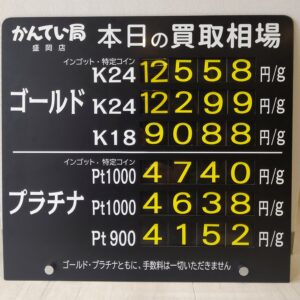 かんてい局 盛岡店 本日の買取相場
インゴット・特定コイン
K24 12558 円/g
ゴールド K24 12299 円/g
K18 9088 円/g
インゴット・特定コイン
Pt1000 4740 円/g
プラチナ Pt1000 4638 円/g
Pt900 4152 円/g
ゴールド・プラチナともに、手数料は一切いただきません